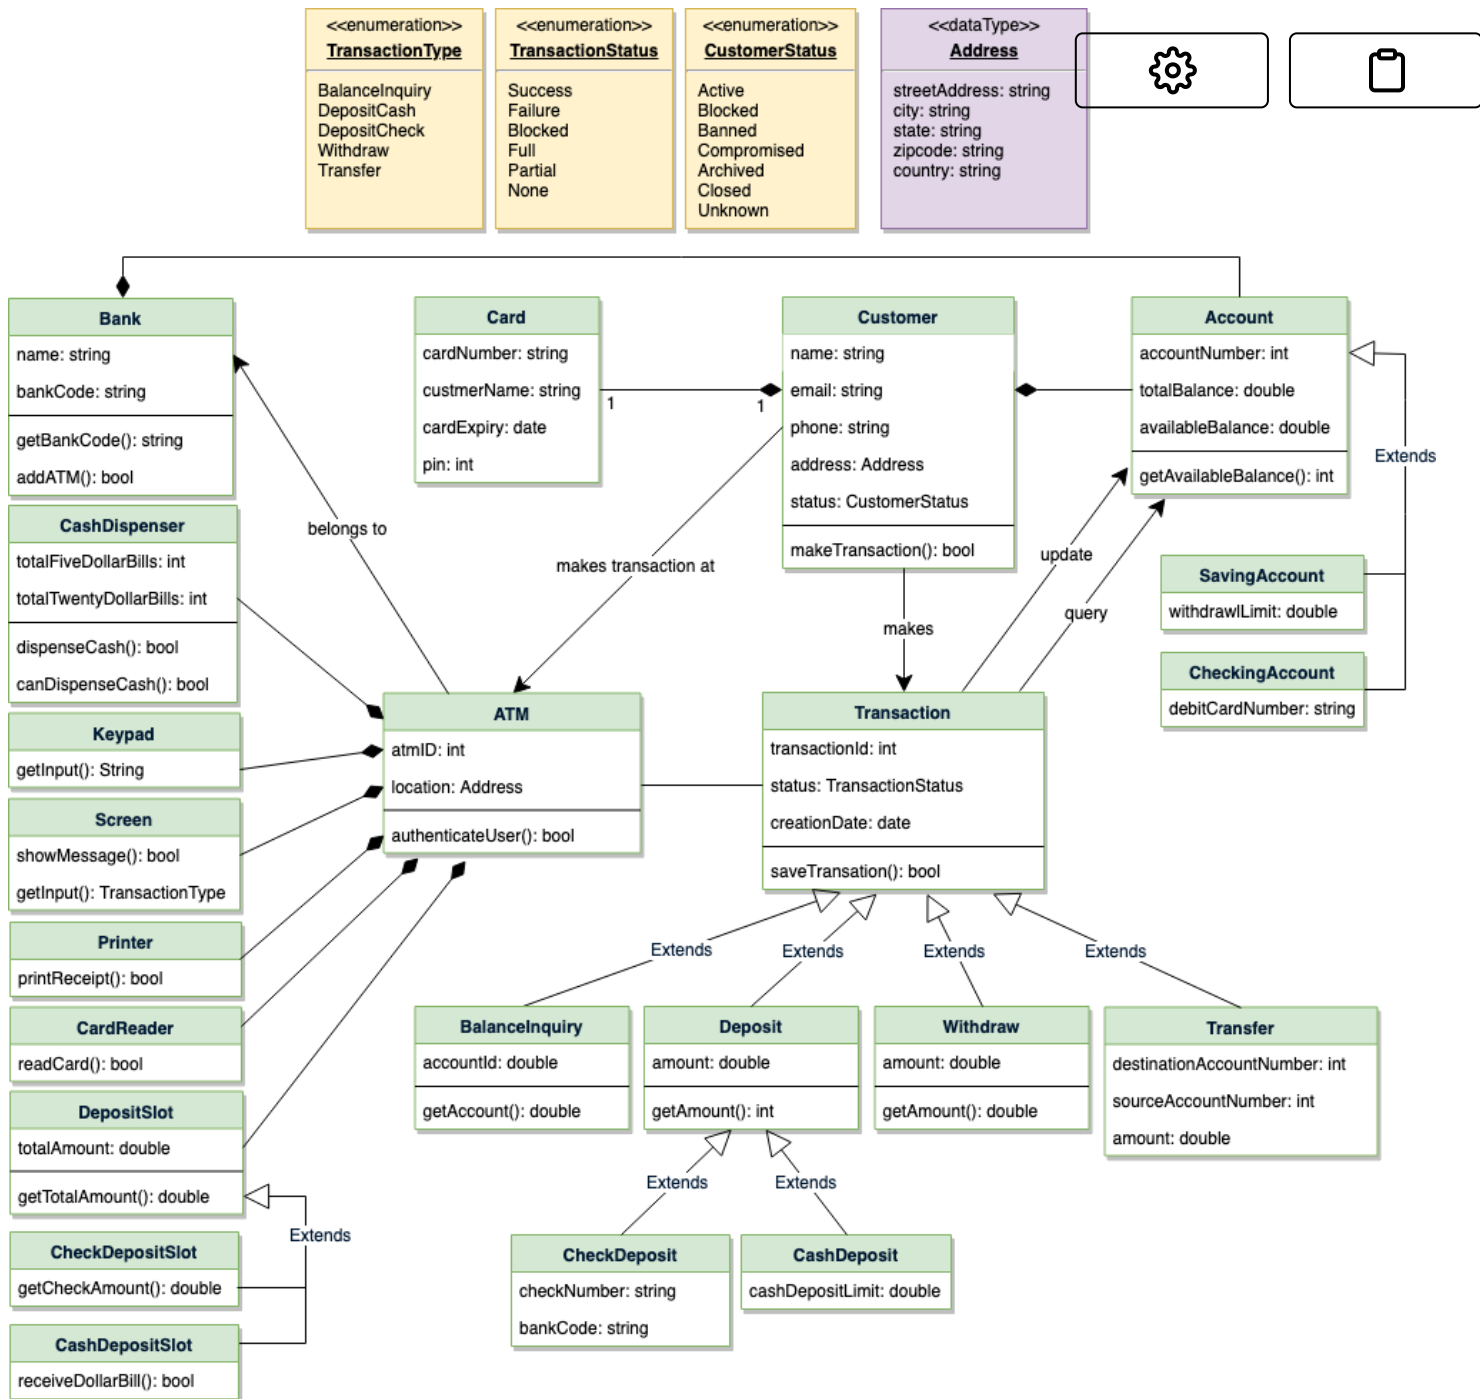 <<enumeration>>
TransactionType
BalanceInquiry
DepositCash
DepositCheck
Withdraw
Transfer
<<enumeration>>
TransactionStatus
Success
Failure
Blocked
Full
Partial
None
<<enumeration>>
CustomerStatus
Active
Blocked
Banned
Compromised
Archived
Closed
Unknown
<<dataType>>
Address
streetAddress: string
city: string
state: string
zipcode: string
country: string
Bank
name: string
bankCode: string
getBankCode(): string
addATM(): bool
Card
cardNumber: string
custmerName: string
cardExpiry: date
pin: int
1
1
Customer
name: string
email: string
phone: string
address: Address
status: CustomerStatus
makeTransaction(): bool
Account
accountNumber: int
totalBalance: double
availableBalance: double
getAvailableBalance(): int
Extends
belongs to
makes transaction at
makes
update
query
SavingAccount
withdrawlLimit: double
CheckingAccount
debitCardNumber: string
CashDispenser
totalFiveDollarBills: int
totalTwentyDollarBills: int
dispenseCash(): bool
canDispenseCash(): bool
Keypad
getInput(): String
Screen
showMessage(): bool
getInput(): TransactionType
Printer
printReceipt(): bool
CardReader
readCard(): bool
DepositSlot
totalAmount: double
getTotalAmount(): double
Extends
CheckDepositSlot
getCheckAmount(): double
CashDepositSlot
receiveDollarBill(): bool
ATM
atmID: int
location: Address
authenticateUser(): bool
Transaction
transactionId: int
status: TransactionStatus
creationDate: date
saveTransation(): bool
Extends
Extends
Extends
Extends
BalanceInquiry
accountId: double
getAccount(): double
Deposit
amount: double
getAmount(): int
Withdraw
amount: double
getAmount(): double
Transfer
destinationAccountNumber: int
sourceAccountNumber: int
amount: double
Extends
Extends
CheckDeposit
checkNumber: string
bankCode: string
CashDeposit
cashDepositLimit: double